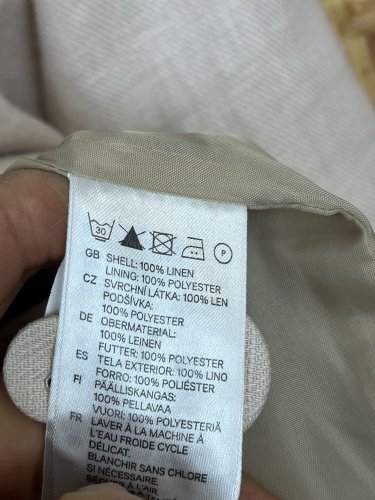 30
P
GB SHELL: 100% LINEN
LINING: 100% POLYESTER
CZ SVRCHNÍ LÁTKA: 100% LEN
PODŠÍVKA:
100% POLYESTER
DE OBERMATERIAL:
100% LEINEN
FUTTER: 100% POLYESTER
ES TELA EXTERIOR: 100% LINO
FORRO: 100% POLIÉSTER
FI PÄÄLLISKANGAS:
100% PELLAVAA
VUORI: 100% POLYESTERIÄ
FR LAVER À LA MACHINE À
L'EAU FROIDE CYCLE
DÉLICAT.
BLANCHIR SANS CHLORE
SI NÉCESSAIRE.